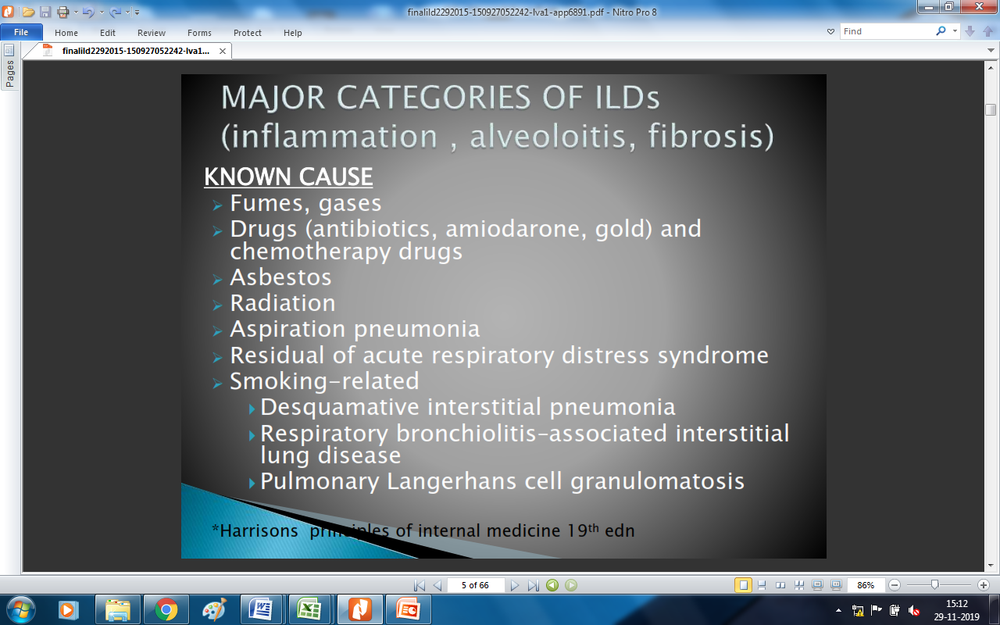 finalild2292015-150927052242-lva1-app6891.pdf - Nitro Pro 8
File Home Edit Review Forms Protect Help Find
finalild2292015-150927052242-lva1...
Pages
MAJOR CATEGORIES OF ILDs
(inflammation , alveoloitis, fibrosis)
KNOWN CAUSE
Fumes, gases
Drugs (antibiotics, amiodarone, gold) and
chemotherapy drugs
Asbestos
Radiation
Aspiration pneumonia
Residual of acute respiratory distress syndrome
Smoking-related
Desquamative interstitial pneumonia
Respiratory bronchiolitis-associated interstitial
lung disease
Pulmonary Langerhans cell granulomatosis
*Harrisons principles of internal medicine 19th edn
5 of 66 86%
15:12
29-11-2019